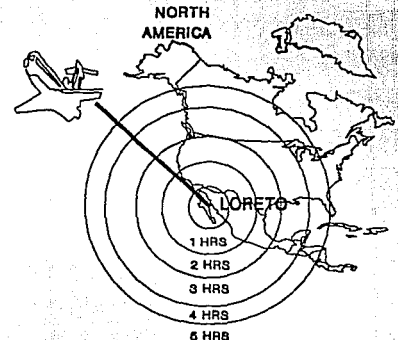 NORTH
AMERICA
LORETO
1 HRS
2 HRS
3 HRS
4 HRS
5 HRS